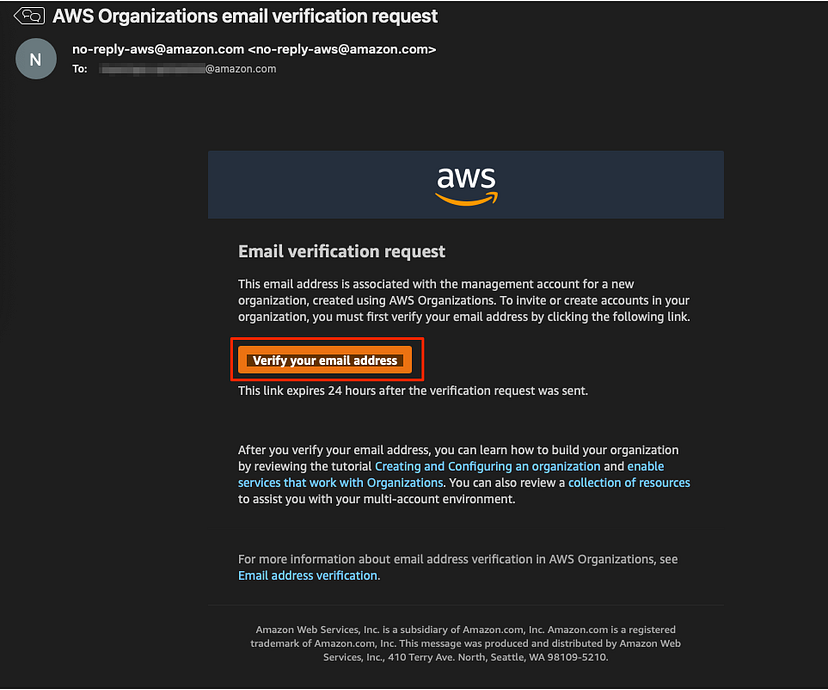 AWS Organizations email verification request
no-reply-aws@amazon.com <no-reply-aws@amazon.com>
N
To: @amazon.com
aws
Email verification request
This email address is associated with the management account for a new
organization, created using AWS Organizations. To invite or create accounts in your
organization, you must first verify your email address by clicking the following link.
Verify your email address
This link expires 24 hours after the verification request was sent.
After you verify your email address, you can learn how to build your organization
by reviewing the tutorial Creating and Configuring an organization and enable
services that work with Organizations. You can also review a collection of resources
to assist you with your multi-account environment.
For more information about email address verification in AWS Organizations, see
Email address verification.
Amazon Web Services, Inc. is a subsidiary of Amazon.com, Inc. Amazon.com is a registered
trademark of Amazon.com, Inc. This message was produced and distributed by Amazon Web
Services, Inc., 410 Terry Ave. North, Seattle, WA 98109-5210.